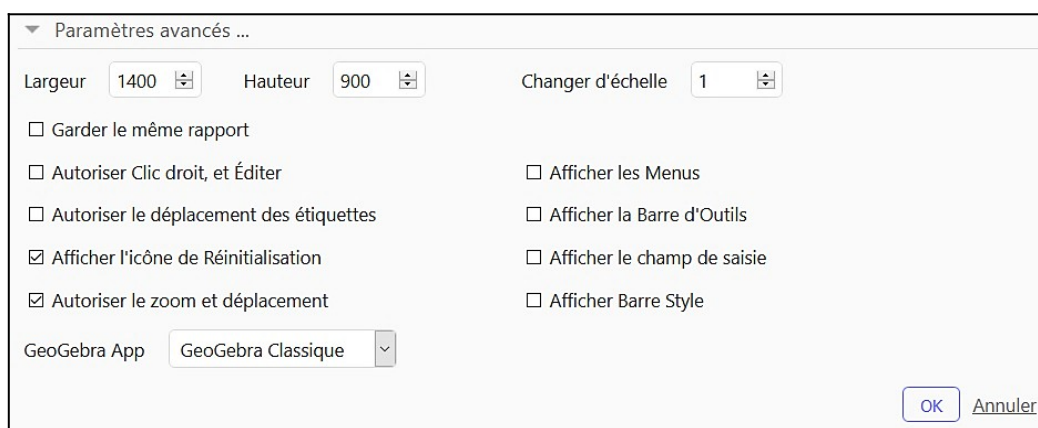 Paramètres avancés ...
Largeur 1400 Hauteur 900 Changer d'échelle 1
Garder le même rapport
Autoriser Clic droit, et Éditer Afficher les Menus
Autoriser le déplacement des étiquettes Afficher la Barre d'Outils
Afficher l'icône de Réinitialisation Afficher le champ de saisie
Autoriser le zoom et déplacement Afficher Barre Style
GeoGebra App GeoGebra Classique
OK Annuler